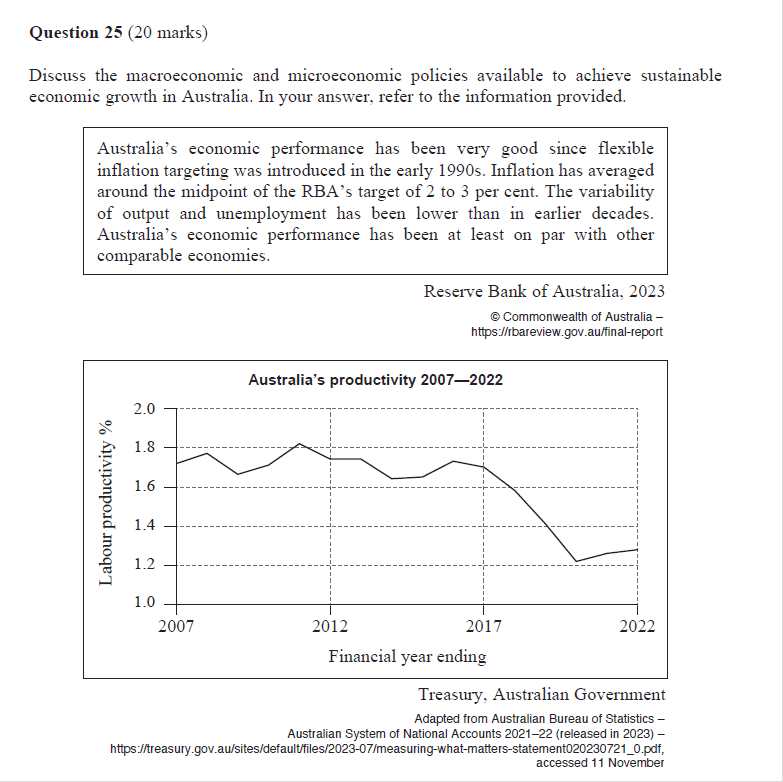 Question 25 (20 marks)
Discuss the macroeconomic and microeconomic policies available to achieve sustainable
economic growth in Australia. In your answer, refer to the information provided.
Australia's economic performance has been very good since flexible
inflation targeting was introduced in the early 1990s. Inflation has averaged
around the midpoint of the RBA's target of 2 to 3 per cent. The variability
of output and unemployment has been lower than in earlier decades.
Australia's economic performance has been at least on par with other
comparable economies.
Reserve Bank of Australia, 2023
© Commonwealth of Australia –
https://rbareview.gov.au/final-report
Australia's productivity 2007—2022
Labour productivity %
2.0
1.8
1.6
1.4
1.2
1.0
2007 2012 2017 2022
Financial year ending
Treasury, Australian Government
Adapted from Australian Bureau of Statistics –
Australian System of National Accounts 2021–22 (released in 2023) –
https://treasury.gov.au/sites/default/files/2023-07/measuring-what-matters-statement020230721_0.pdf,
accessed 11 November